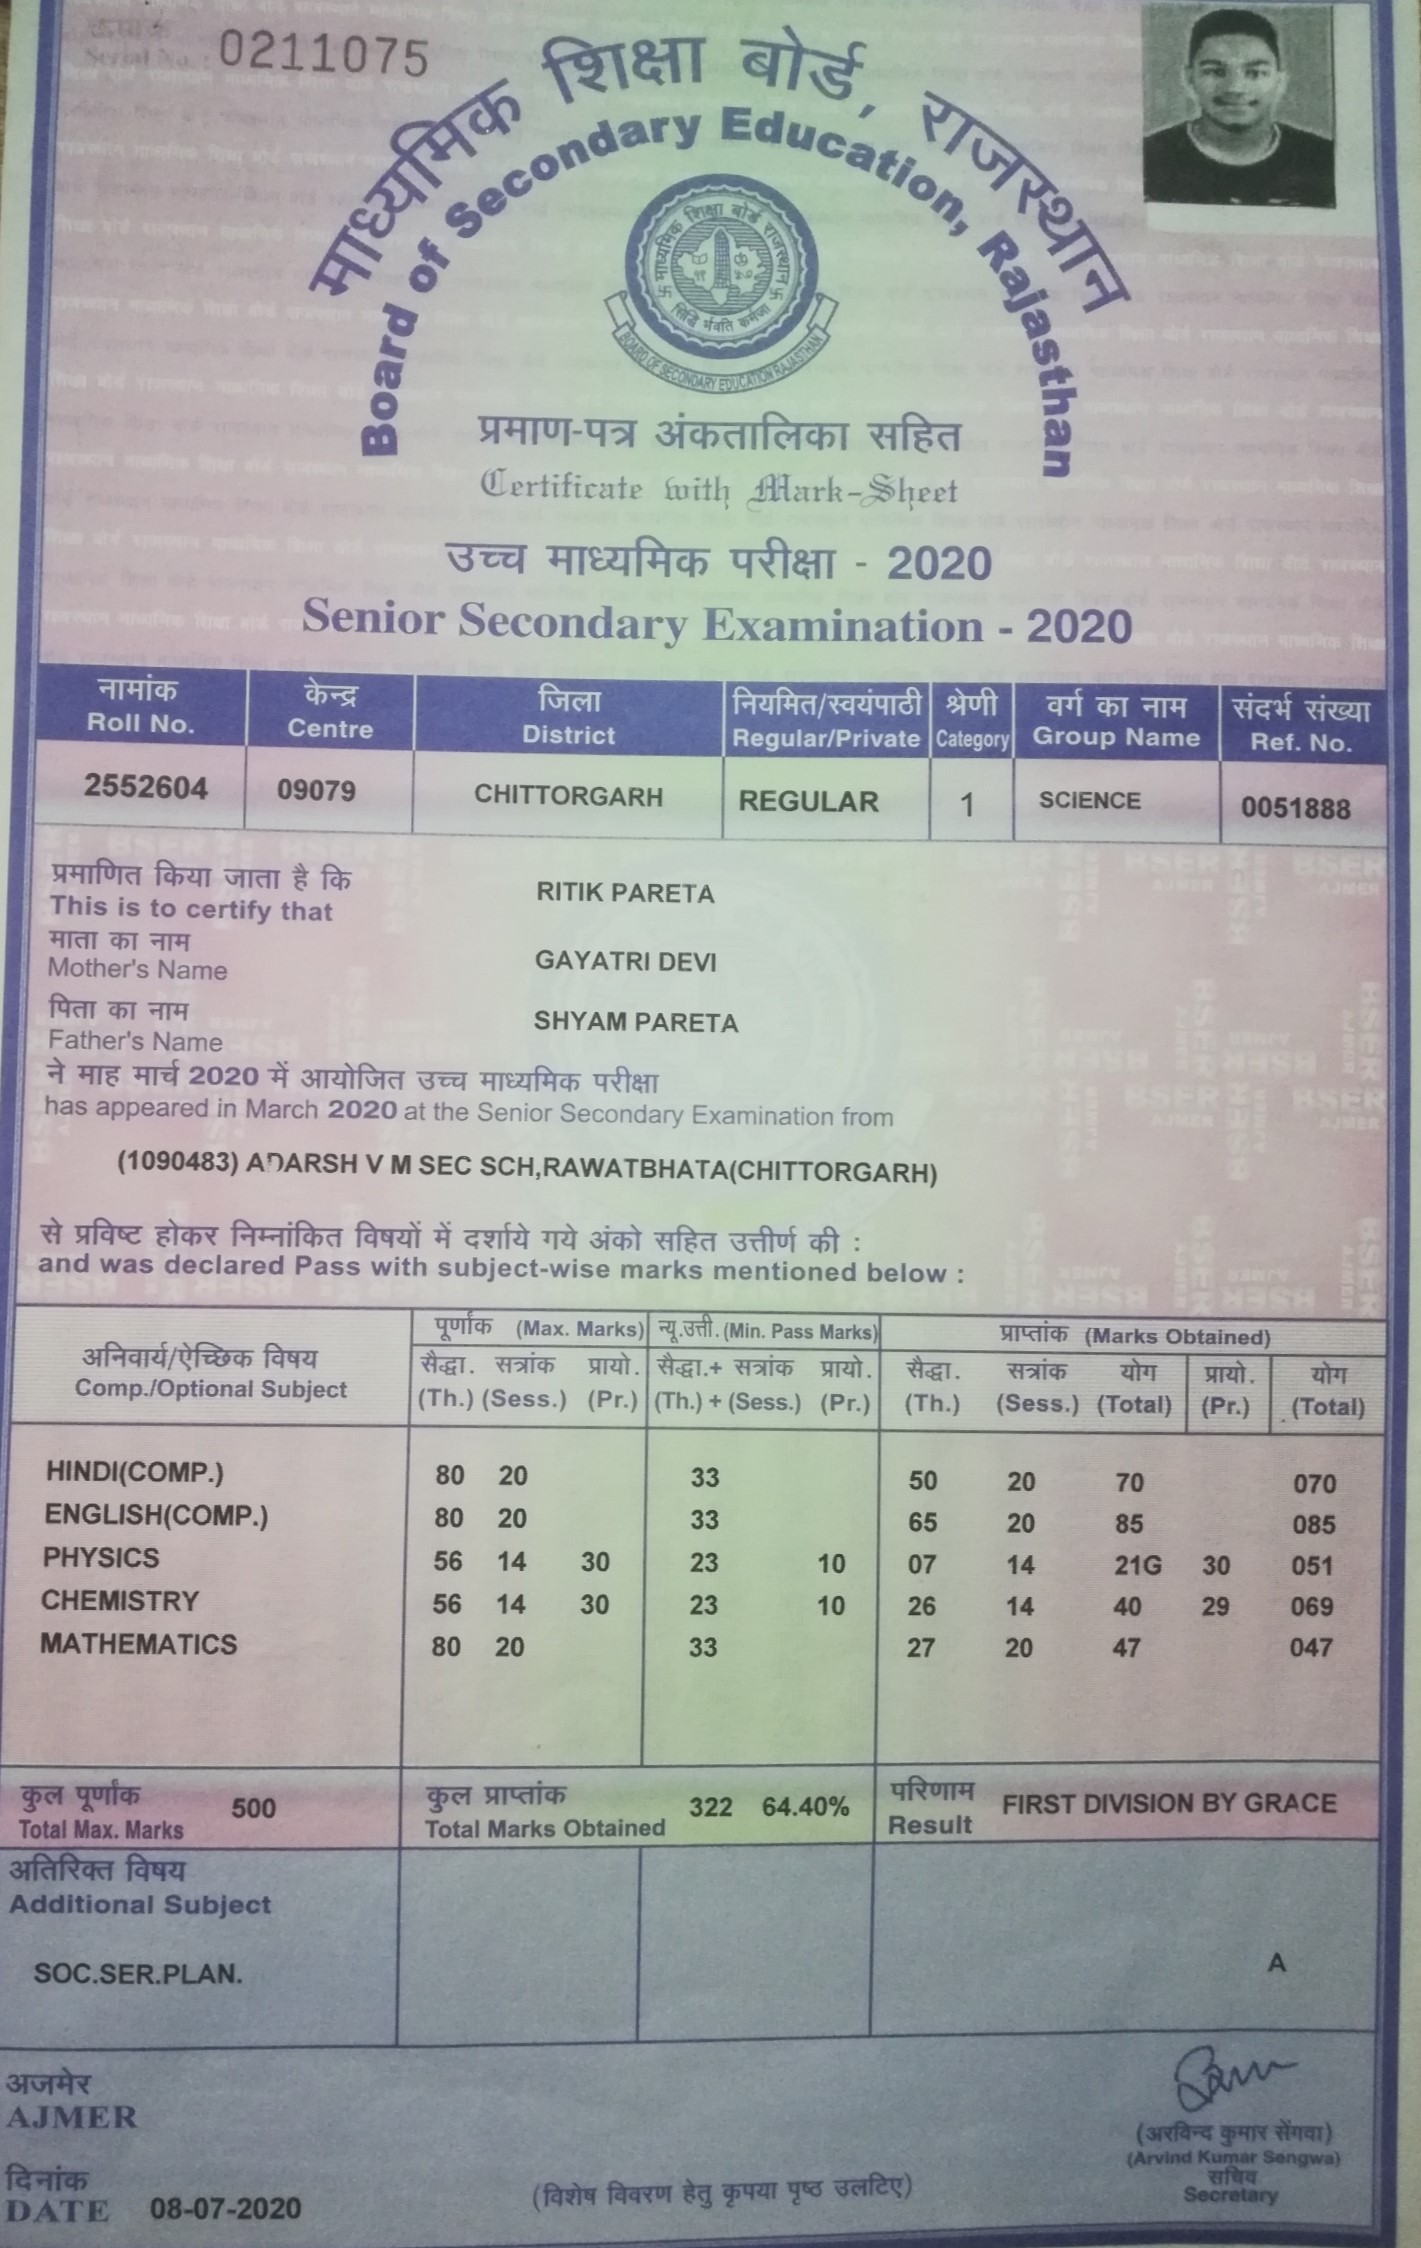 क्रमांक
Serial No. : 0211075
माध्यमिक शिक्षा बोर्ड, राजस्थान
Board of Secondary Education, Rajasthan
माध्यमिक शिक्षा बोर्ड राजस्थान
सिद्धि र्भवति कर्मजा
BOARD OF SECONDARY EDUCATION RAJASTHAN
प्रमाण-पत्र अंकतालिका सहित
Certificate with Mark-Sheet
उच्च माध्यमिक परीक्षा - 2020
Senior Secondary Examination - 2020
नामांक केन्द्र जिला नियमित/स्वयंपाठी श्रेणी वर्ग का नाम संदर्भ संख्या
Roll No. Centre District Regular/Private Category Group Name Ref. No.
2552604 09079 CHITTORGARH REGULAR 1 SCIENCE 0051888
प्रमाणित किया जाता है कि
This is to certify that RITIK PARETA
माता का नाम
Mother's Name GAYATRI DEVI
पिता का नाम
Father's Name SHYAM PARETA
ने माह मार्च 2020 में आयोजित उच्च माध्यमिक परीक्षा
has appeared in March 2020 at the Senior Secondary Examination from
(1090483) ADARSH V M SEC SCH,RAWATBHATA(CHITTORGARH)
से प्रविष्ट होकर निम्नांकित विषयों में दर्शाये गये अंको सहित उत्तीर्ण की :
and was declared Pass with subject-wise marks mentioned below :
अनिवार्य/ऐच्छिक विषय
Comp./Optional Subject
पूर्णांक (Max. Marks) न्यू.उत्ती. (Min. Pass Marks) प्राप्तांक (Marks Obtained)
सैद्धा. सत्रांक प्रायो. सैद्धा.+ सत्रांक प्रायो. सैद्धा. सत्रांक योग प्रायो. योग
(Th.) (Sess.) (Pr.) (Th.) + (Sess.) (Pr.) (Th.) (Sess.) (Total) (Pr.) (Total)
HINDI(COMP.) 80 20 33 50 20 70 070
ENGLISH(COMP.) 80 20 33 65 20 85 085
PHYSICS 56 14 30 23 10 07 14 21G 30 051
CHEMISTRY 56 14 30 23 10 26 14 40 29 069
MATHEMATICS 80 20 33 27 20 47 047
कुल पूर्णांक 500 कुल प्राप्तांक 322 64.40% परिणाम FIRST DIVISION BY GRACE
Total Max. Marks Total Marks Obtained Result
अतिरिक्त विषय
Additional Subject
SOC.SER.PLAN. A
अजमेर
AJMER
(अरविन्द कुमार सेंगवा)
(Arvind Kumar Sengwa)
सचिव
Secretary
दिनांक
DATE 08-07-2020
(विशेष विवरण हेतु कृपया पृष्ठ उलटिए)